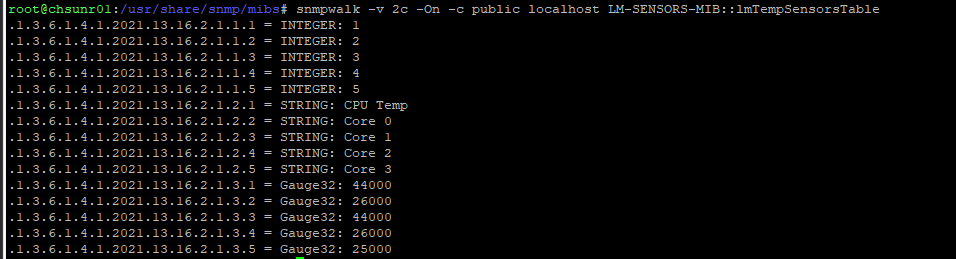 root@chsunr01:/usr/share/snmp/mibs# snmpwalk -v 2c -On -c public localhost LM-SENSORS-MIB::lmTempSensorsTable
.1.3.6.1.4.1.2021.13.16.2.1.1.1 = INTEGER: 1
.1.3.6.1.4.1.2021.13.16.2.1.1.2 = INTEGER: 2
.1.3.6.1.4.1.2021.13.16.2.1.1.3 = INTEGER: 3
.1.3.6.1.4.1.2021.13.16.2.1.1.4 = INTEGER: 4
.1.3.6.1.4.1.2021.13.16.2.1.1.5 = INTEGER: 5
.1.3.6.1.4.1.2021.13.16.2.1.2.1 = STRING: CPU Temp
.1.3.6.1.4.1.2021.13.16.2.1.2.2 = STRING: Core 0
.1.3.6.1.4.1.2021.13.16.2.1.2.3 = STRING: Core 1
.1.3.6.1.4.1.2021.13.16.2.1.2.4 = STRING: Core 2
.1.3.6.1.4.1.2021.13.16.2.1.2.5 = STRING: Core 3
.1.3.6.1.4.1.2021.13.16.2.1.3.1 = Gauge32: 44000
.1.3.6.1.4.1.2021.13.16.2.1.3.2 = Gauge32: 26000
.1.3.6.1.4.1.2021.13.16.2.1.3.3 = Gauge32: 44000
.1.3.6.1.4.1.2021.13.16.2.1.3.4 = Gauge32: 26000
.1.3.6.1.4.1.2021.13.16.2.1.3.5 = Gauge32: 25000